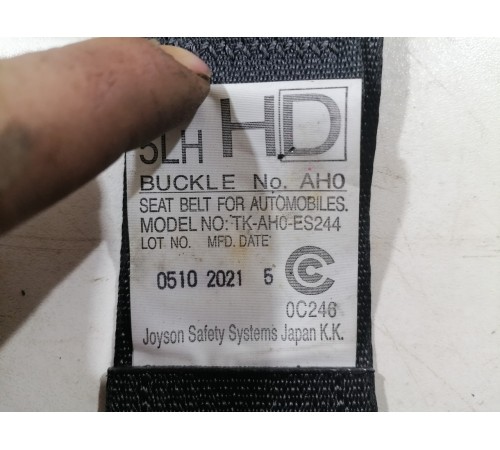 5LH HD
BUCKLE No. AH0
SEAT BELT FOR AUTOMOBILES.
MODEL NO: TK-AH0-ES244
LOT NO. MFD. DATE
0510 2021 5
0C246
Joyson Safety Systems Japan K.K.